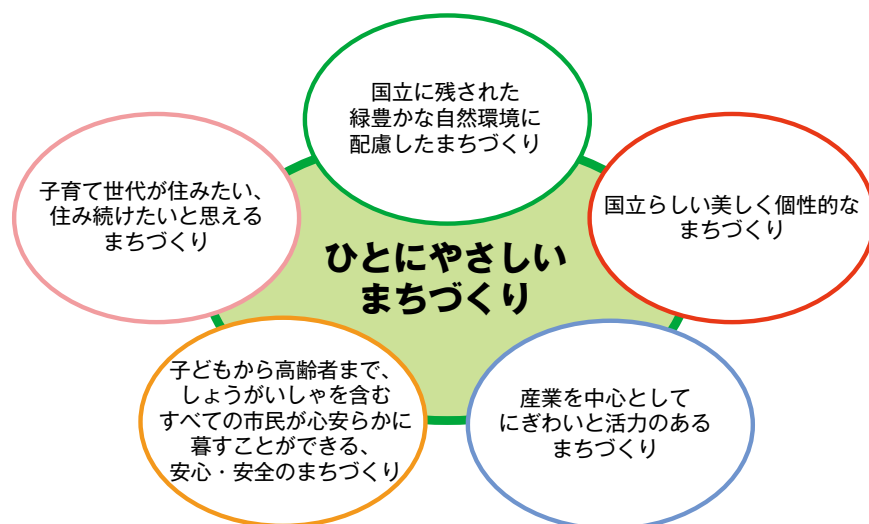 国立に残された
緑豊かな自然環境に
配慮したまちづくり
子育て世代が住みたい、
住み続けたいと思える
まちづくり
国立らしい美しく個性的な
まちづくり
ひとにやさしい
まちづくり
子どもから高齢者まで、
しょうがいしゃを含む
すべての市民が心安らかに
暮すことができる、
安心・安全のまちづくり
産業を中心として
にぎわいと活力のある
まちづくり